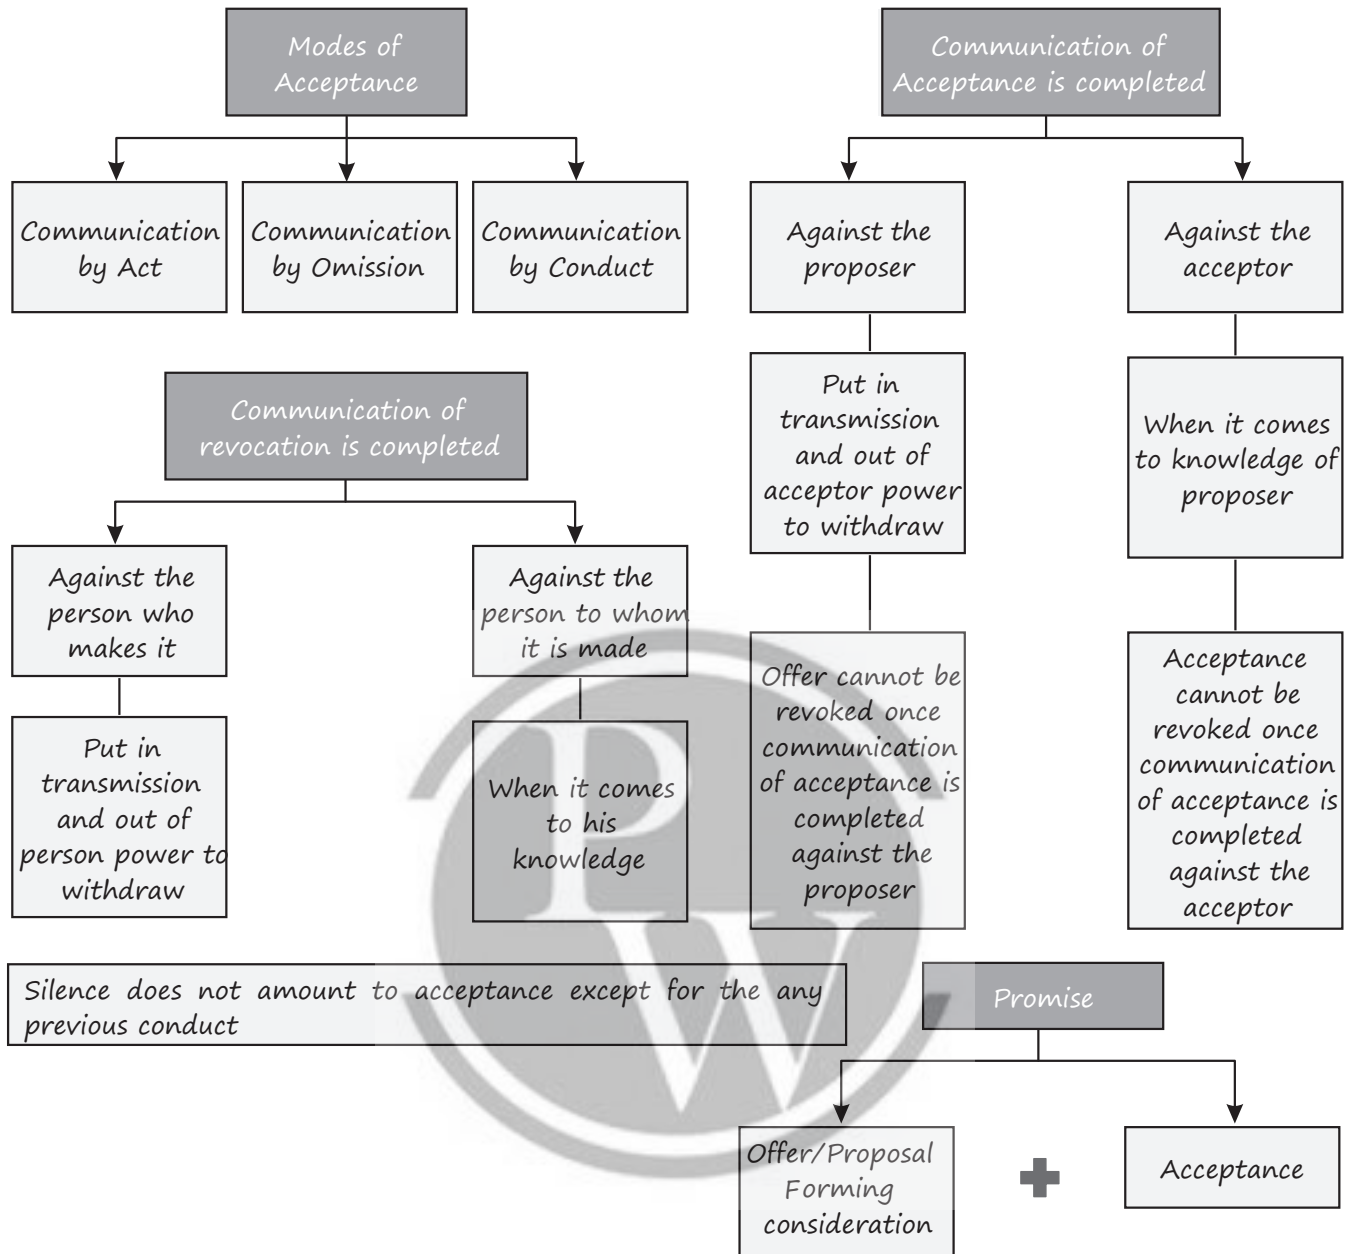 Modes of
Acceptance
Communication
by Act
Communication
by Omission
Communication
by Conduct
Communication of
Acceptance is completed
Against the
proposer
Put in
transmission
and out of
acceptor power
to withdraw
Offer cannot be
revoked once
communication
of acceptance is
completed
against the
proposer
Against the
acceptor
When it comes
to knowledge of
proposer
Acceptance
cannot be
revoked once
communication
of acceptance is
completed
against the
acceptor
Communication of
revocation is completed
Against the
person who
makes it
Put in
transmission
and out of
person power to
withdraw
Against the
person to whom
it is made
When it comes
to his
knowledge
Silence does not amount to acceptance except for the any
previous conduct
Promise
Offer/Proposal
Forming
consideration
Acceptance
P
W